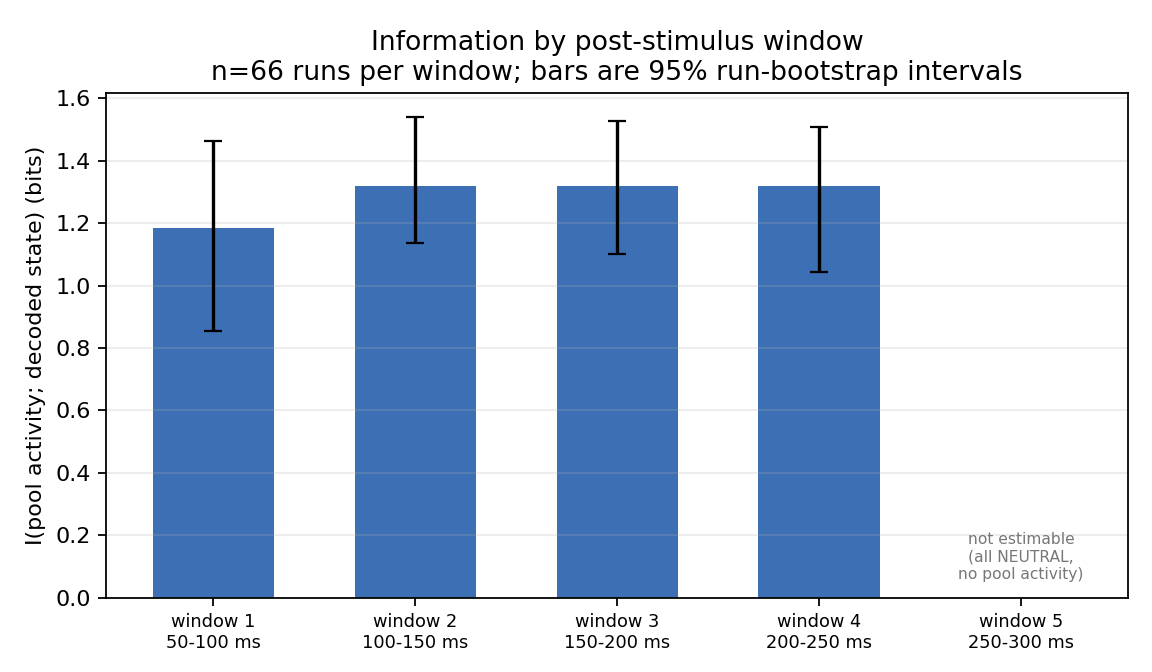 Information by post-stimulus window
n=66 runs per window; bars are 95% run-bootstrap intervals
I(pool activity; decoded state) (bits)
1.6
1.4
1.2
1.0
0.8
0.6
0.4
0.2
0.0
not estimable
(all NEUTRAL,
no pool activity)
window 1
50-100 ms
window 2
100-150 ms
window 3
150-200 ms
window 4
200-250 ms
window 5
250-300 ms